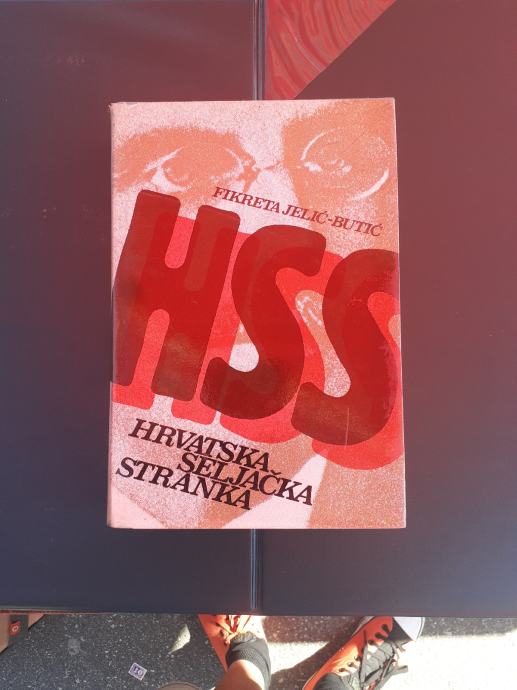 FIKRETA JELIĆ-BUTIĆ
HSS
HRVATSKA
SELJAČKA
STRANKA